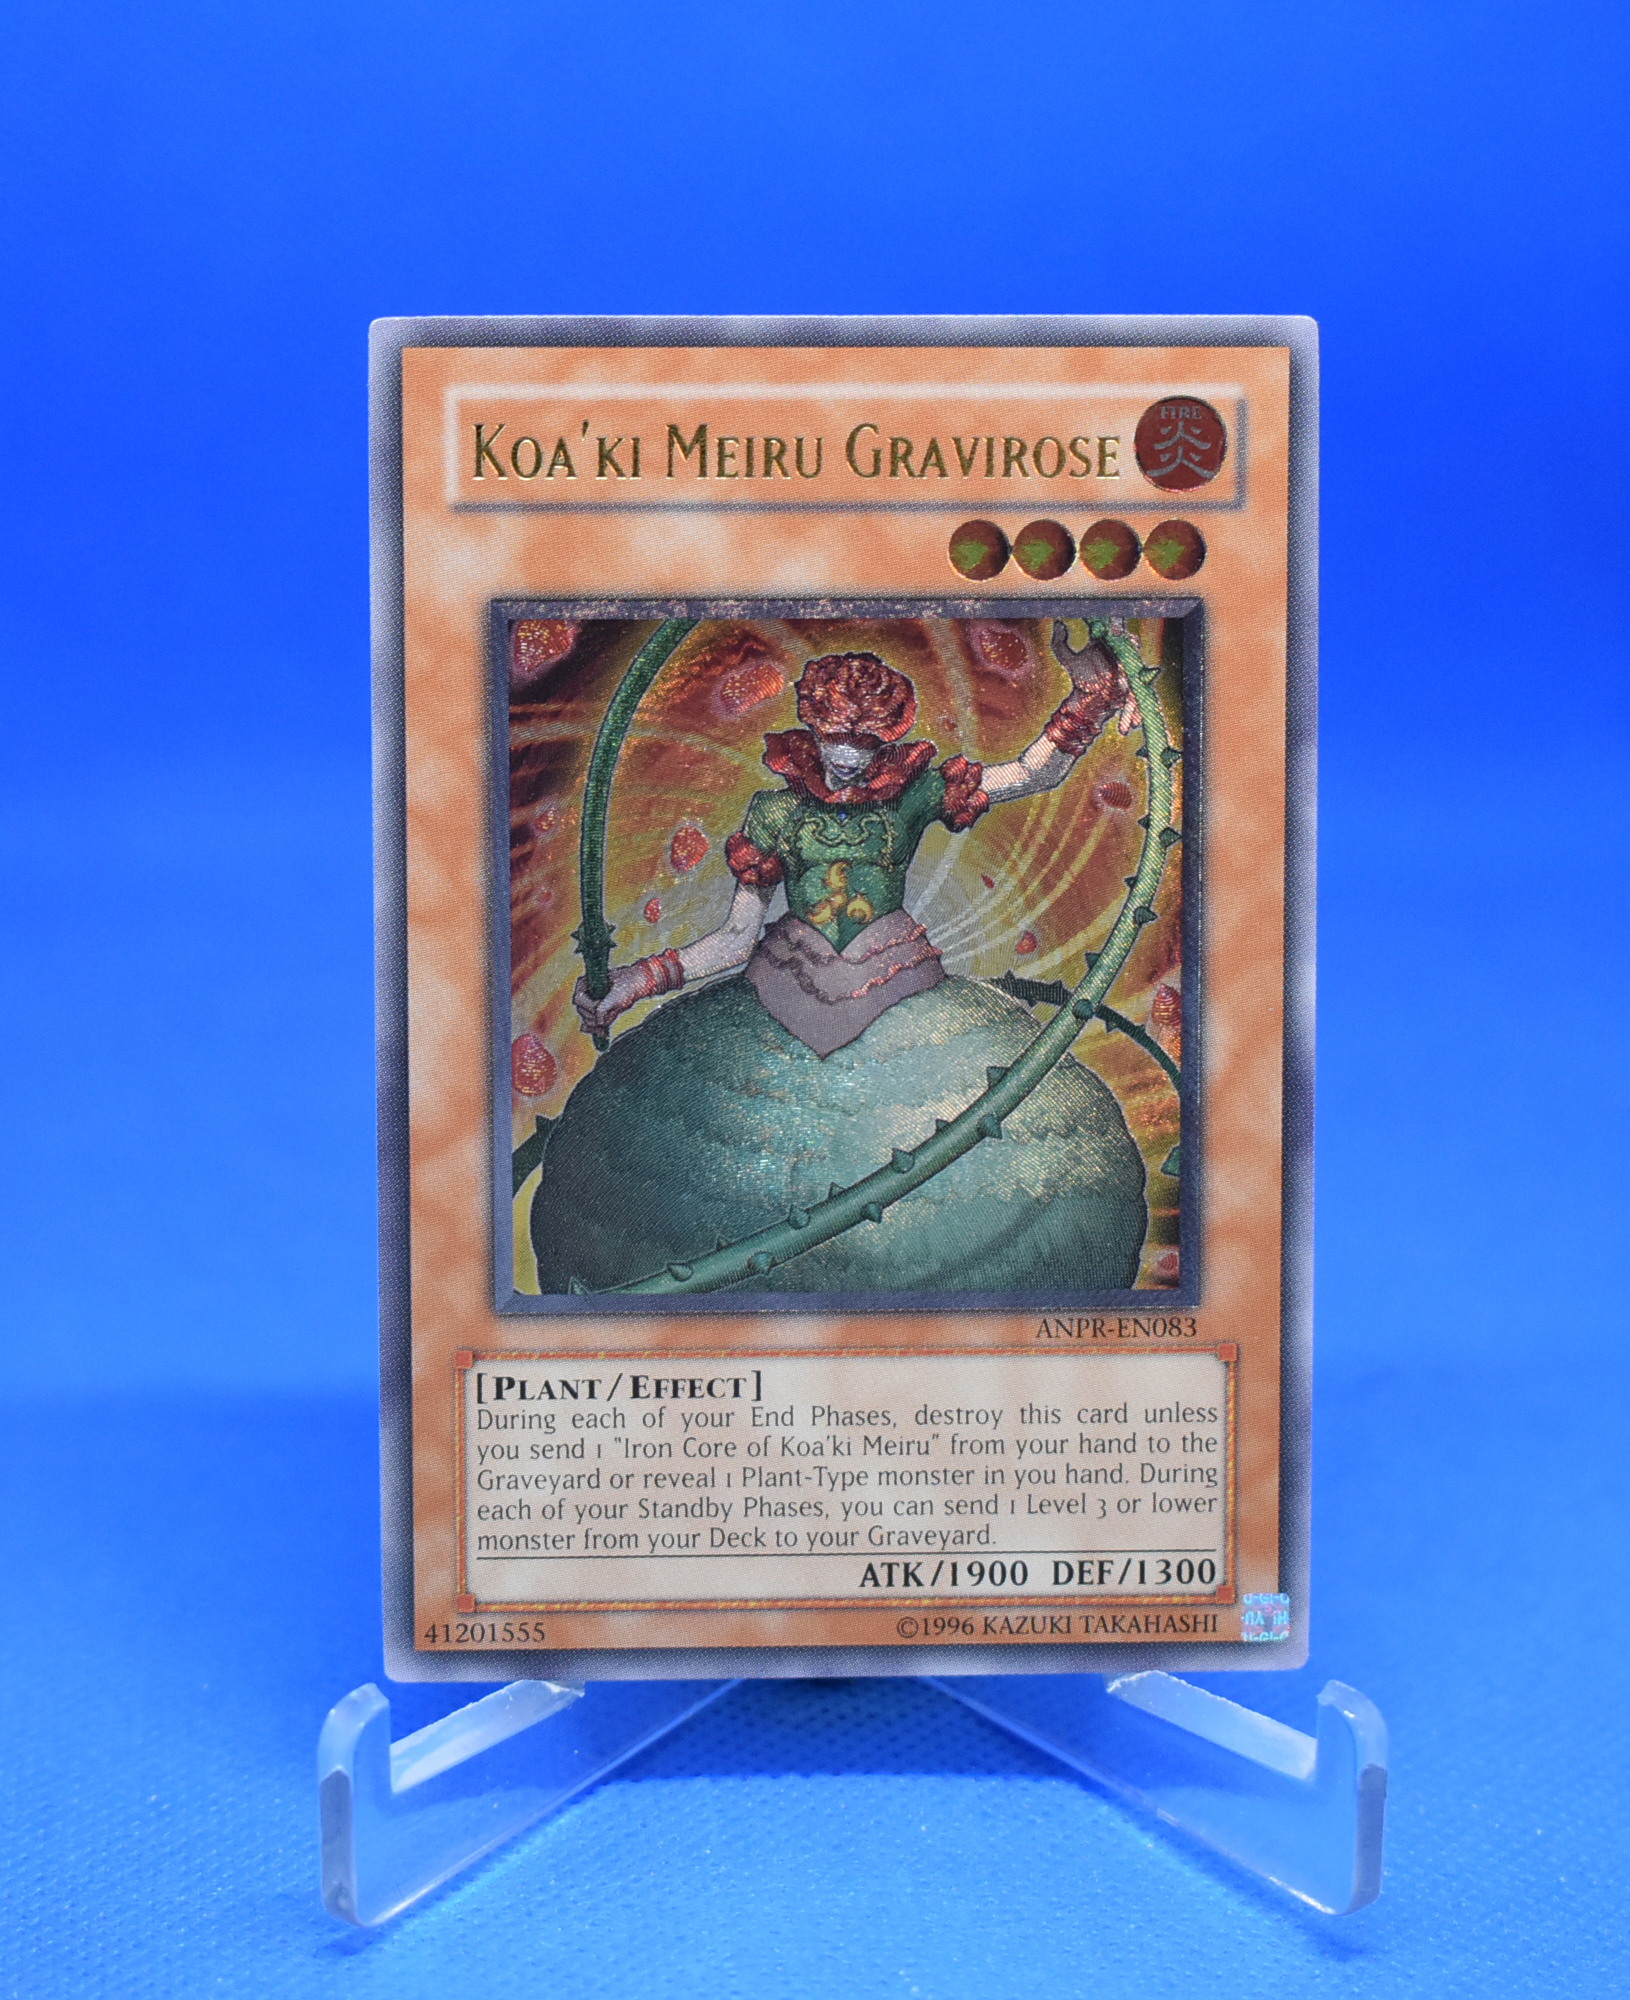 KOA'KI MEIRU GRAVIROSE
FIRE
炎
ANPR-EN083
[PLANT/EFFECT]
During each of your End Phases, destroy this card unless
you send 1 "Iron Core of Koa'ki Meiru" from your hand to the
Graveyard or reveal 1 Plant-Type monster in you hand. During
each of your Standby Phases, you can send 1 Level 3 or lower
monster from your Deck to your Graveyard.
ATK/1900 DEF/1300
41201555
©1996 KAZUKI TAKAHASHI